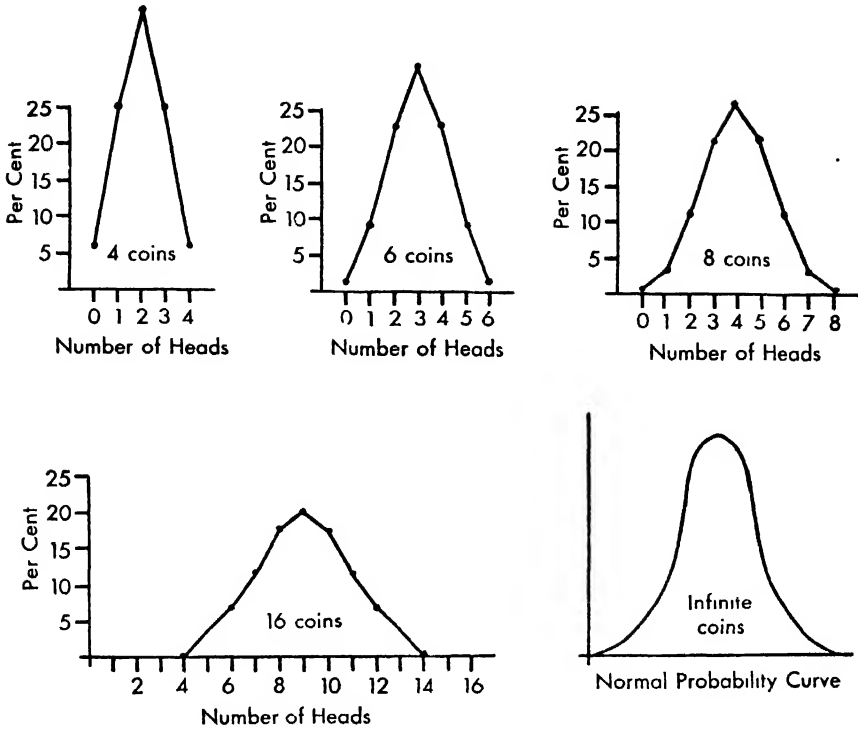 25
20
15
10
5
Per Cent
4 coins
0 1 2 3 4
Number of Heads
25
20
15
10
5
Per Cent
6 coins
0 1 2 3 4 5 6
Number of Heads
25
20
15
10
5
Per Cent
8 coins
0 1 2 3 4 5 6 7 8
Number of Heads
25
20
15
10
5
Per Cent
16 coins
2 4 6 8 10 12 14 16
Number of Heads
Infinite
coins
Normal Probability Curve